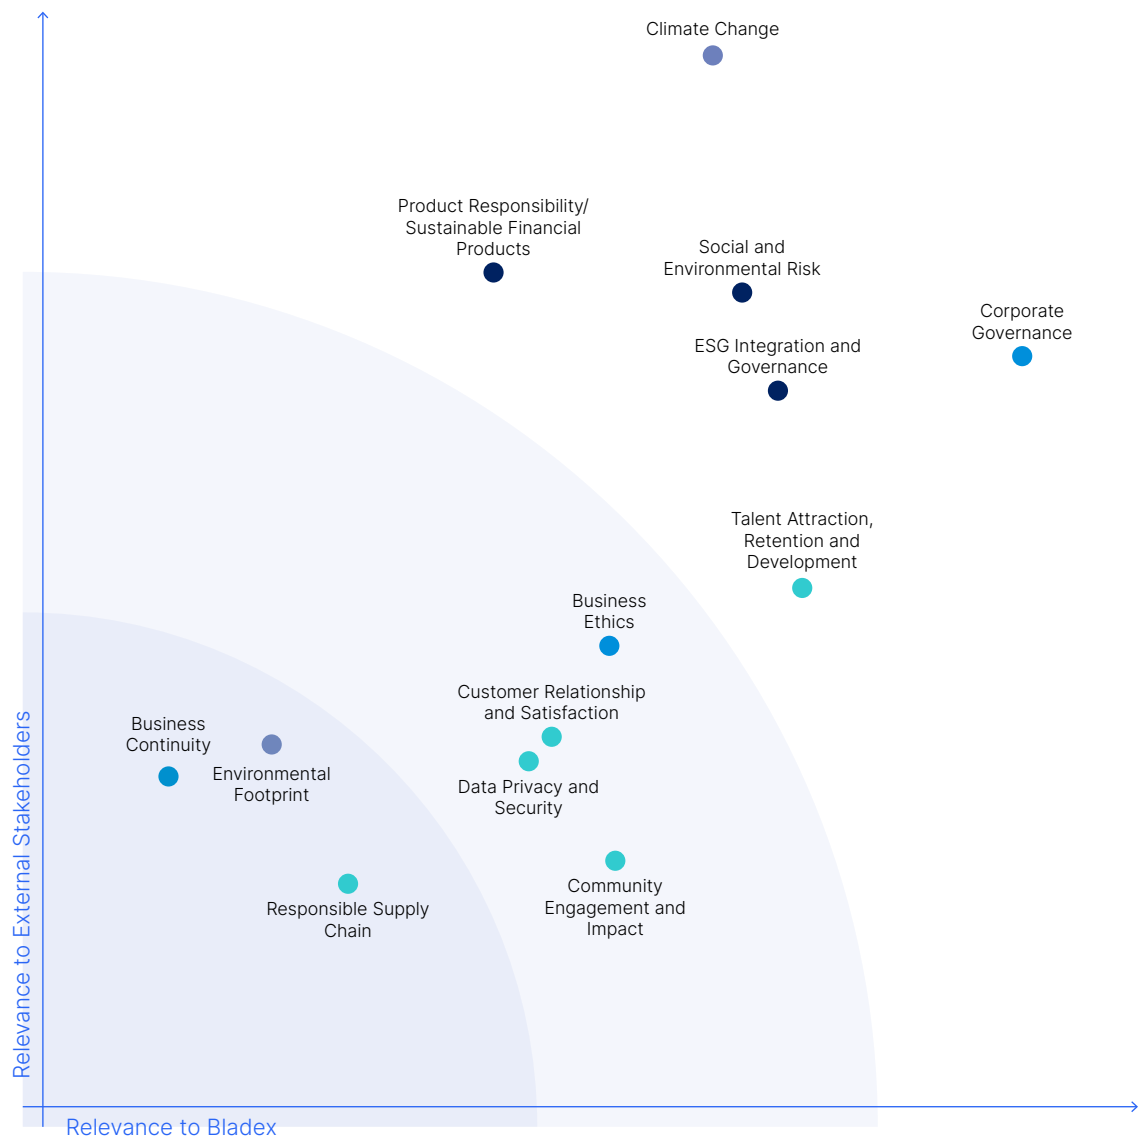 Climate Change
Product Responsibility/
Sustainable Financial
Products
Social and
Environmental Risk
Corporate
Governance
ESG Integration and
Governance
Talent Attraction,
Retention and
Development
Business
Ethics
Customer Relationship
and Satisfaction
Data Privacy and
Security
Business
Continuity
Environmental
Footprint
Community
Engagement and
Impact
Responsible Supply
Chain
Relevance to External Stakeholders
Relevance to Bladex